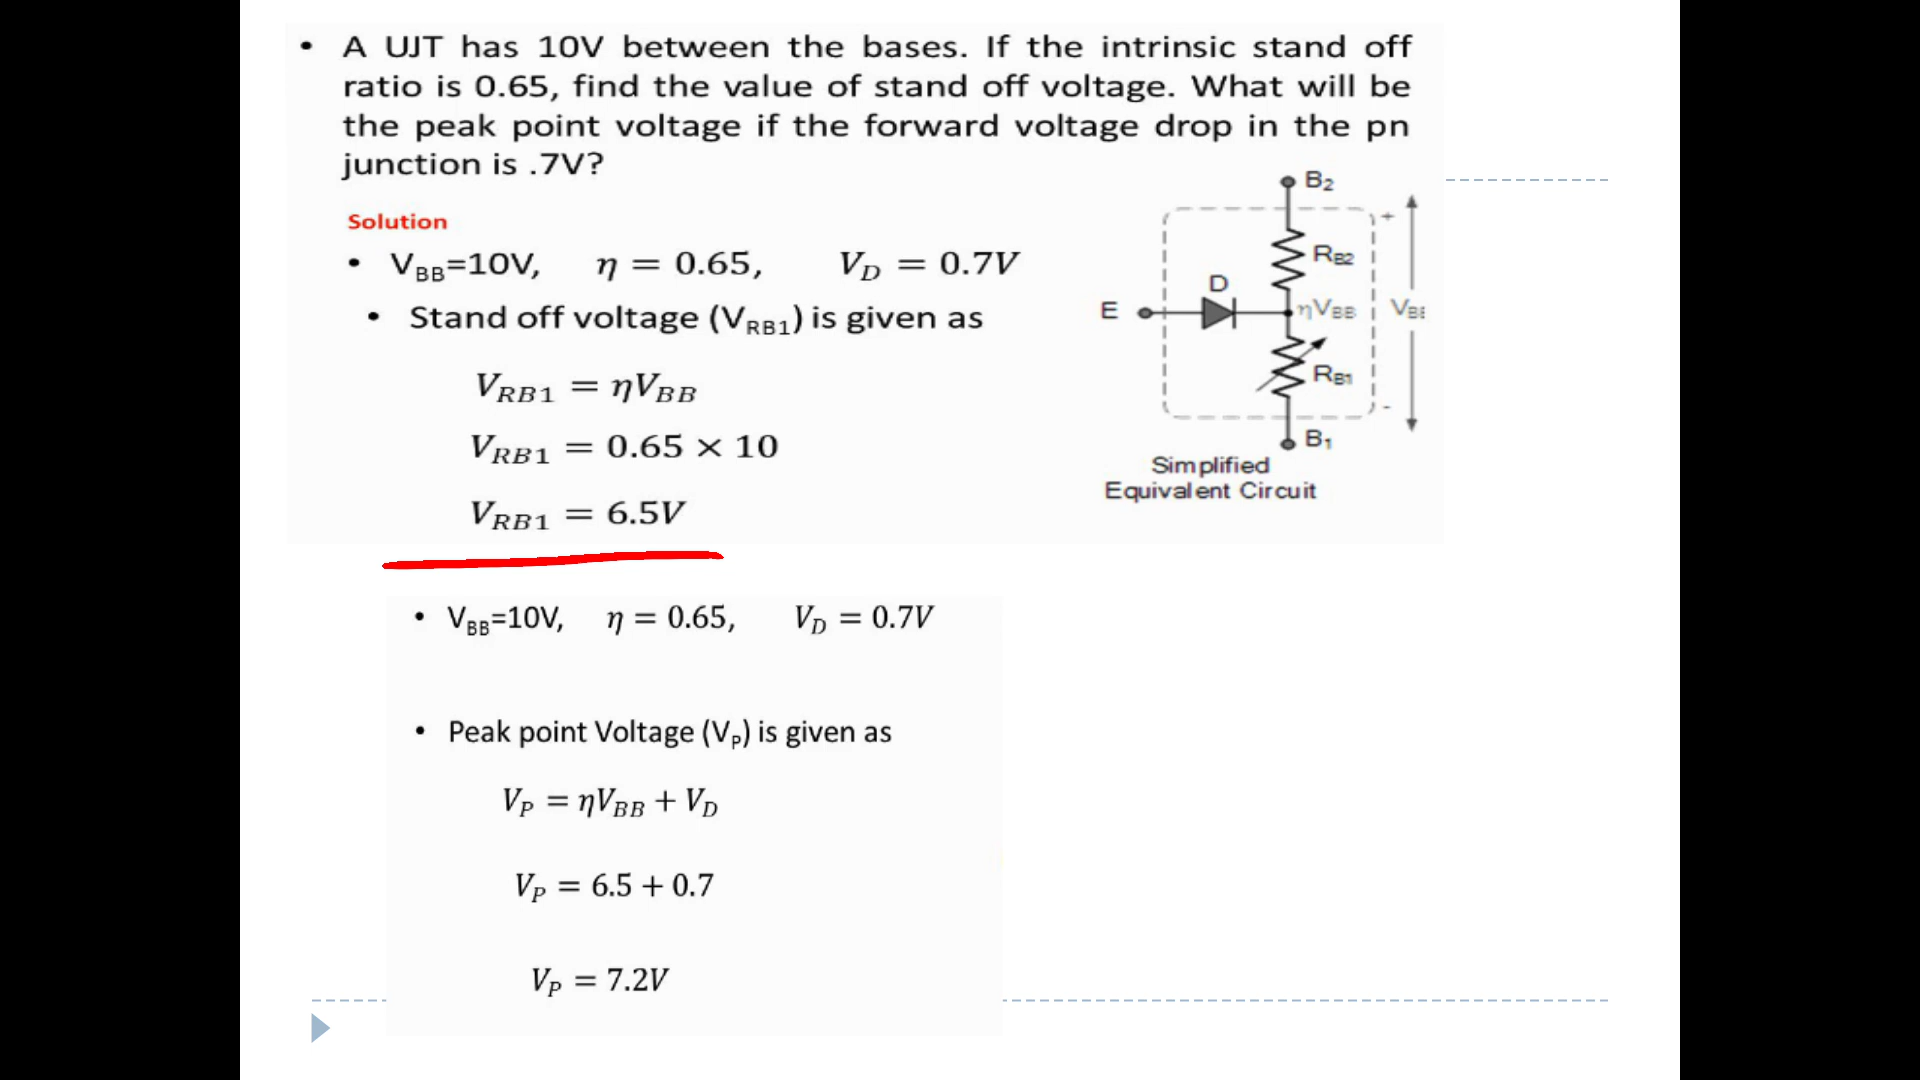 • A UJT has 10V between the bases. If the intrinsic stand off
ratio is 0.65, find the value of stand off voltage. What will be
the peak point voltage if the forward voltage drop in the pn
junction is .7V?
Solution
• V_BB=10V, η = 0.65, V_D = 0.7V
• Stand off voltage (V_RB1) is given as
V_RB1 = ηV_BB
V_RB1 = 0.65 × 10
V_RB1 = 6.5V
B₂
+
R_B2
D
E
ηV_BB
R_B1
-
B₁
Simplified
Equivalent Circuit
• V_BB=10V, η = 0.65, V_D = 0.7V
• Peak point Voltage (V_P) is given as
V_P = ηV_BB + V_D
V_P = 6.5 + 0.7
V_P = 7.2V